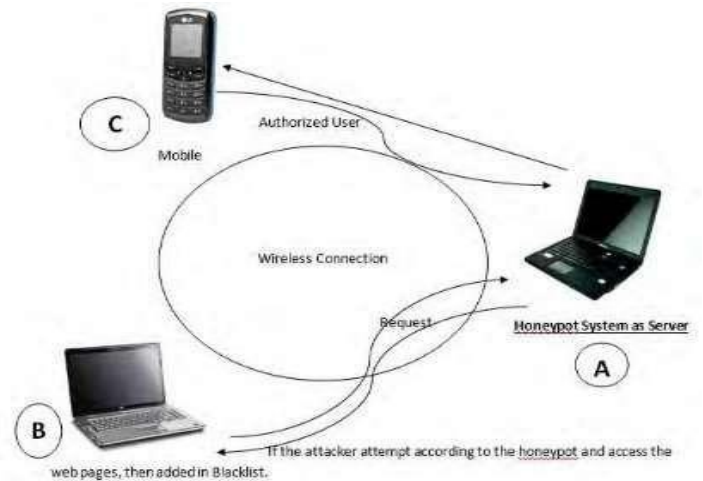 C
Authorized User
Mobile
Wireless Connection
Request
Honeypot System as Server
A
B
If the attacker attempt according to the honeypot and access the
web pages, then added in Blacklist.